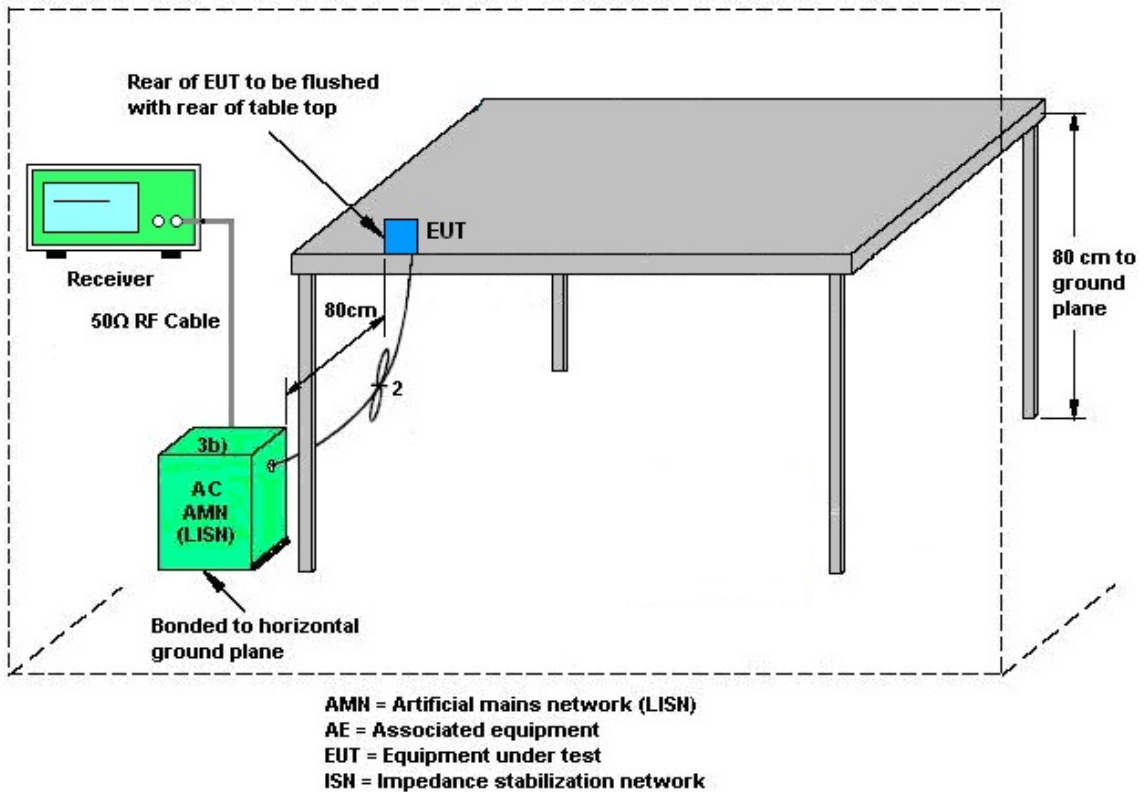 Rear of EUT to be flushed
with rear of table top
EUT
Receiver
80 cm to
ground
plane
80cm
50Ω RF Cable
2
3b)
AC
AMN
(LISN)
Bonded to horizontal
ground plane
AMN = Artificial mains network (LISN)
AE = Associated equipment
EUT = Equipment under test
ISN = Impedance stabilization network